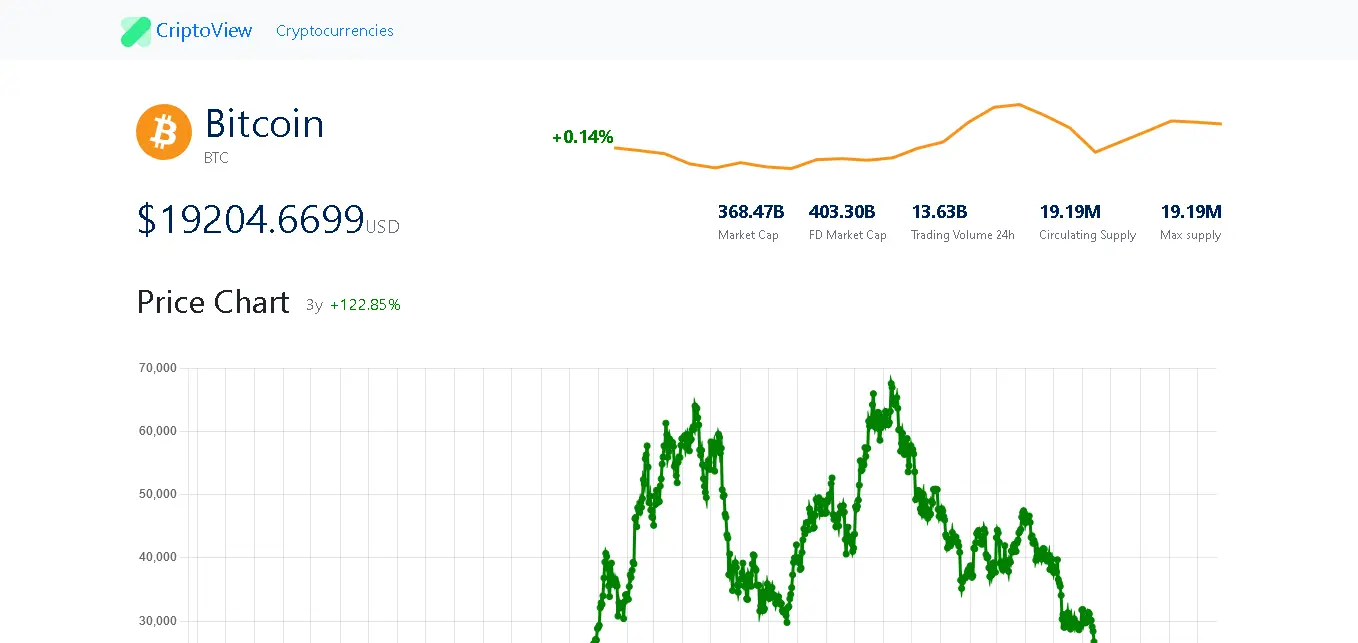 CriptoView Cryptocurrencies
Bitcoin
BTC
+0.14%
$19204.6699USD
368.47B 403.30B 13.63B 19.19M 19.19M
Market Cap FD Market Cap Trading Volume 24h Circulating Supply Max supply
Price Chart 3y +122.85%
70,000
60,000
50,000
40,000
30,000